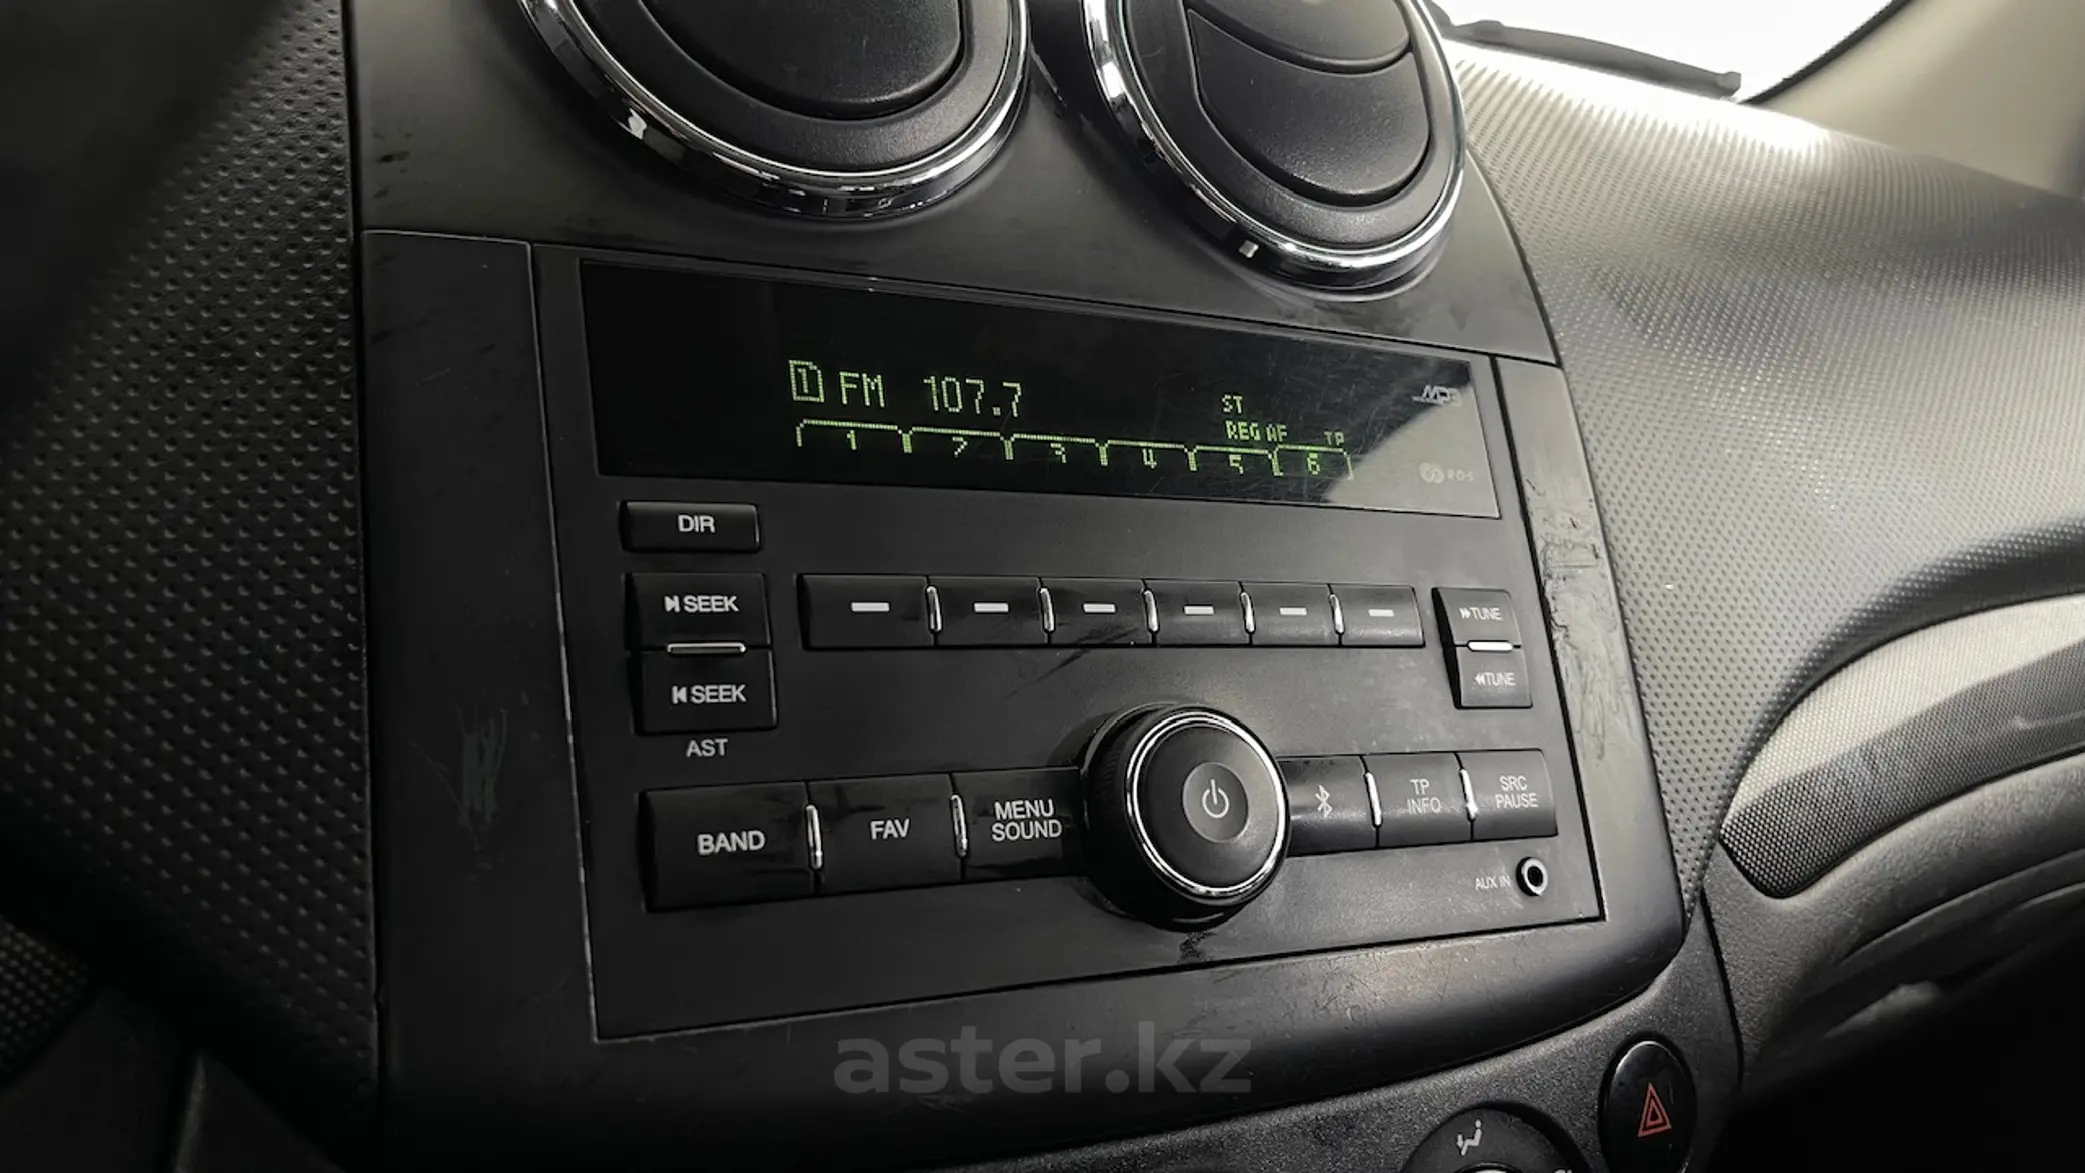 1 FM 107.7
ST
REG AF TP
1 2 3 4 5 6
RDS
DIR
SEEK
SEEK
AST
TUNE
TUNE
BAND
FAV
MENU
SOUND
TP
INFO
SRC
PAUSE
AUX IN
aster.kz